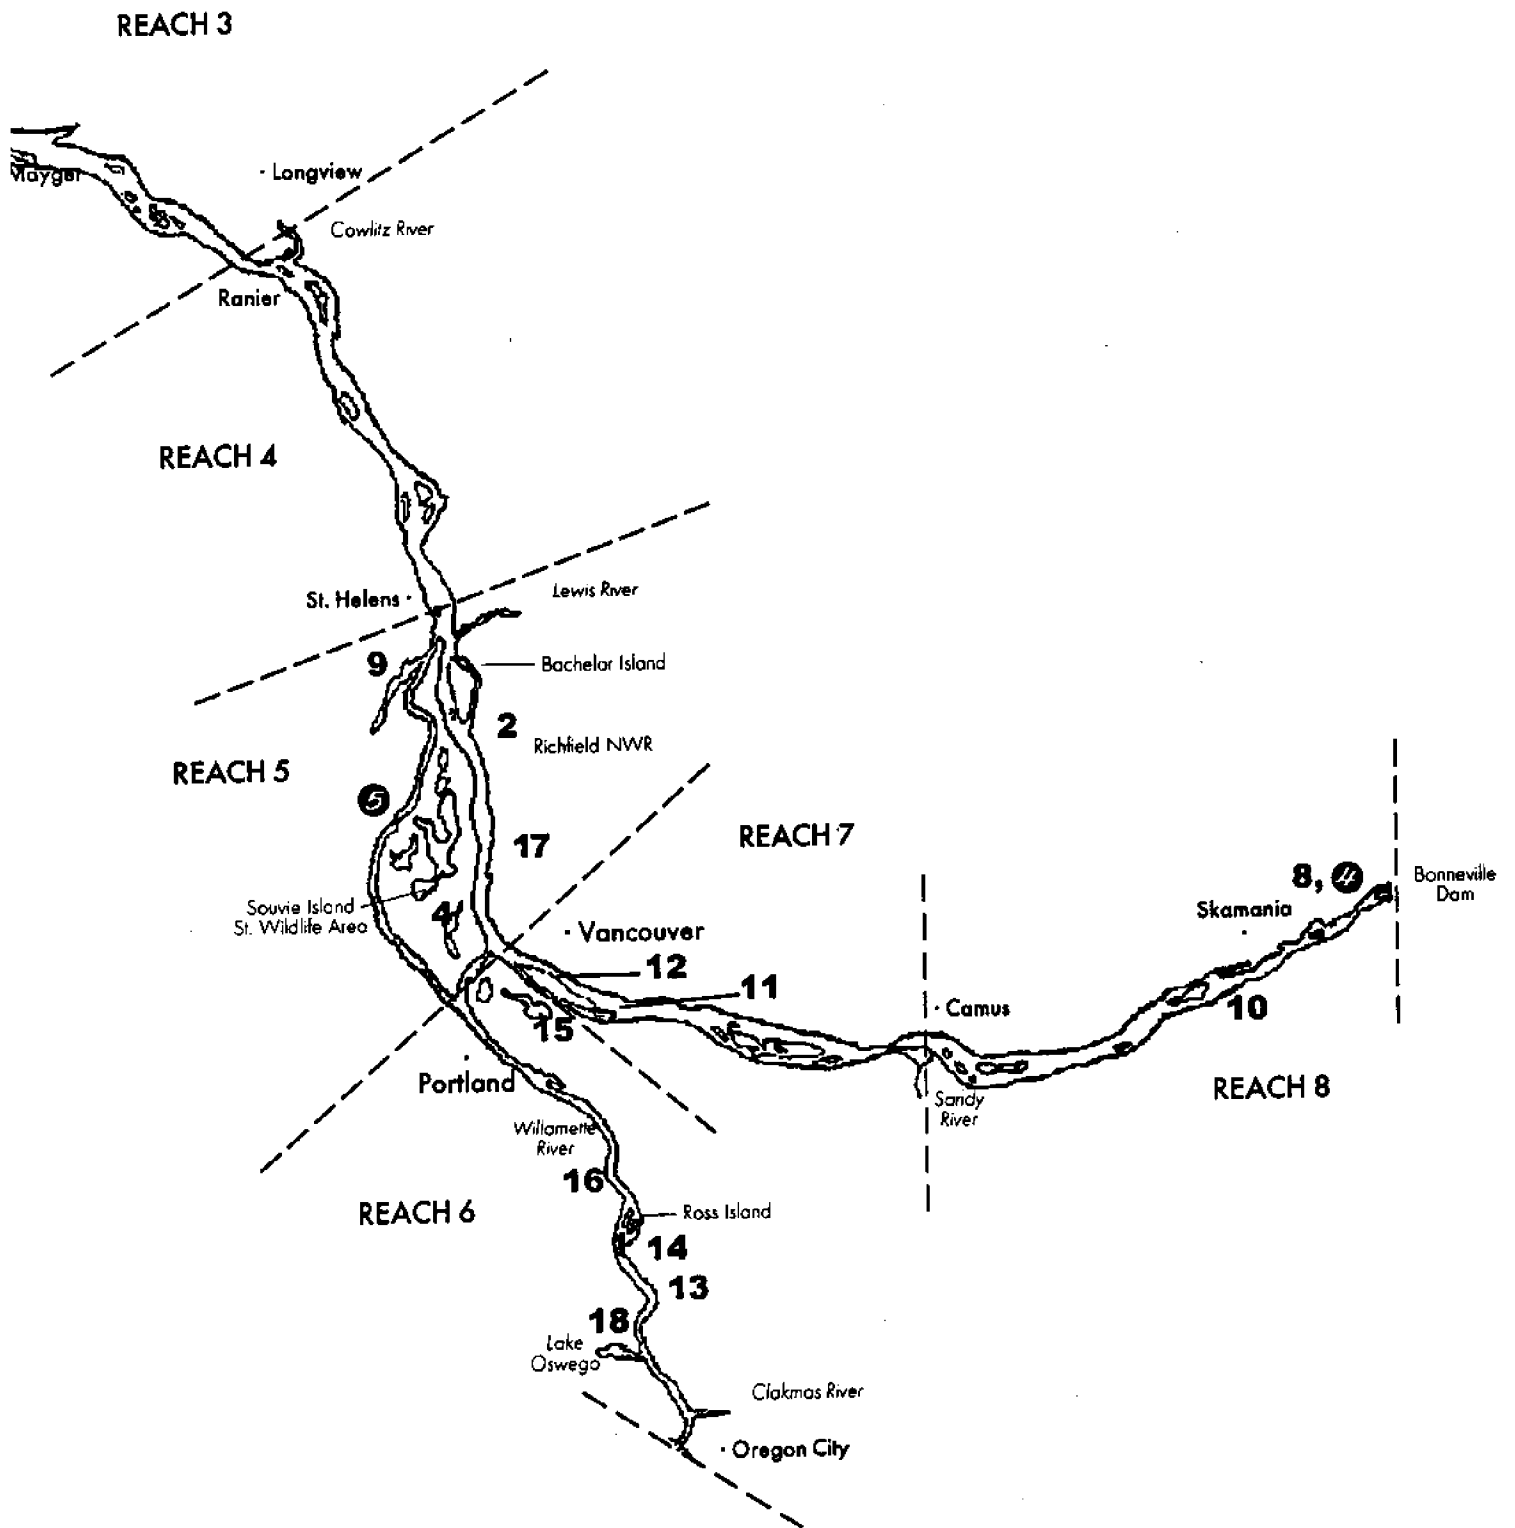 REACH 3
Longview
Mayger
Cowlitz River
Ranier
REACH 4
Lewis River
St. Helens
9
Bachelor Island
2
Richfield NWR
REACH 5
5
17
REACH 7
8, 4
Bonneville
Dam
Souvie Island
St. Wildlife Area
4
Skamania
Vancouver
12
11
10
Camus
15
Portland
REACH 8
Sandy
River
Willamette
River
16
REACH 6
Ross Island
14
13
18
Lake
Oswego
Clakmas River
Oregon City